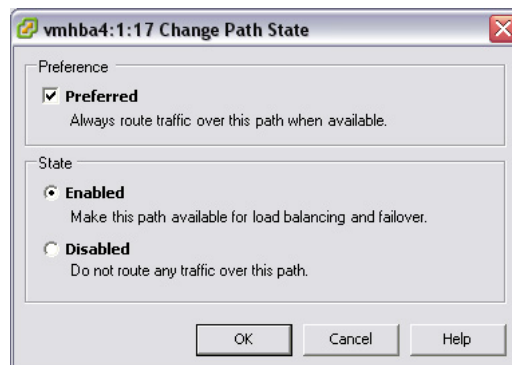 vmhba4:1:17 Change Path State
Preference
Preferred
Always route traffic over this path when available.
State
Enabled
Make this path available for load balancing and failover.
Disabled
Do not route any traffic over this path.
OK
Cancel
Help